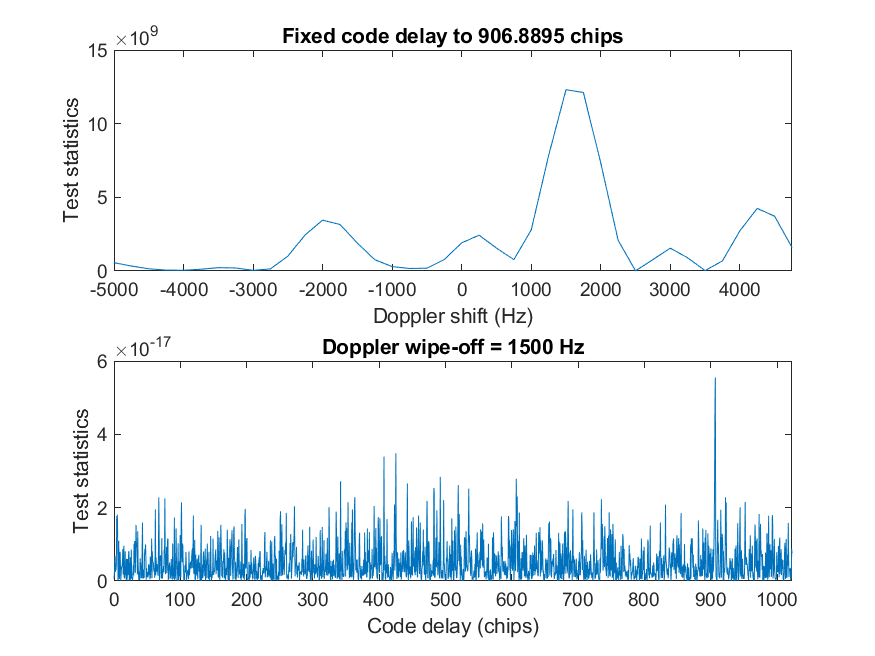 ×10^9
Fixed code delay to 906.8895 chips
15
10
5
0
Test statistics
-5000 -4000 -3000 -2000 -1000 0 1000 2000 3000 4000
Doppler shift (Hz)
×10^-17
Doppler wipe-off = 1500 Hz
6
4
2
0
Test statistics
0 100 200 300 400 500 600 700 800 900 1000
Code delay (chips)